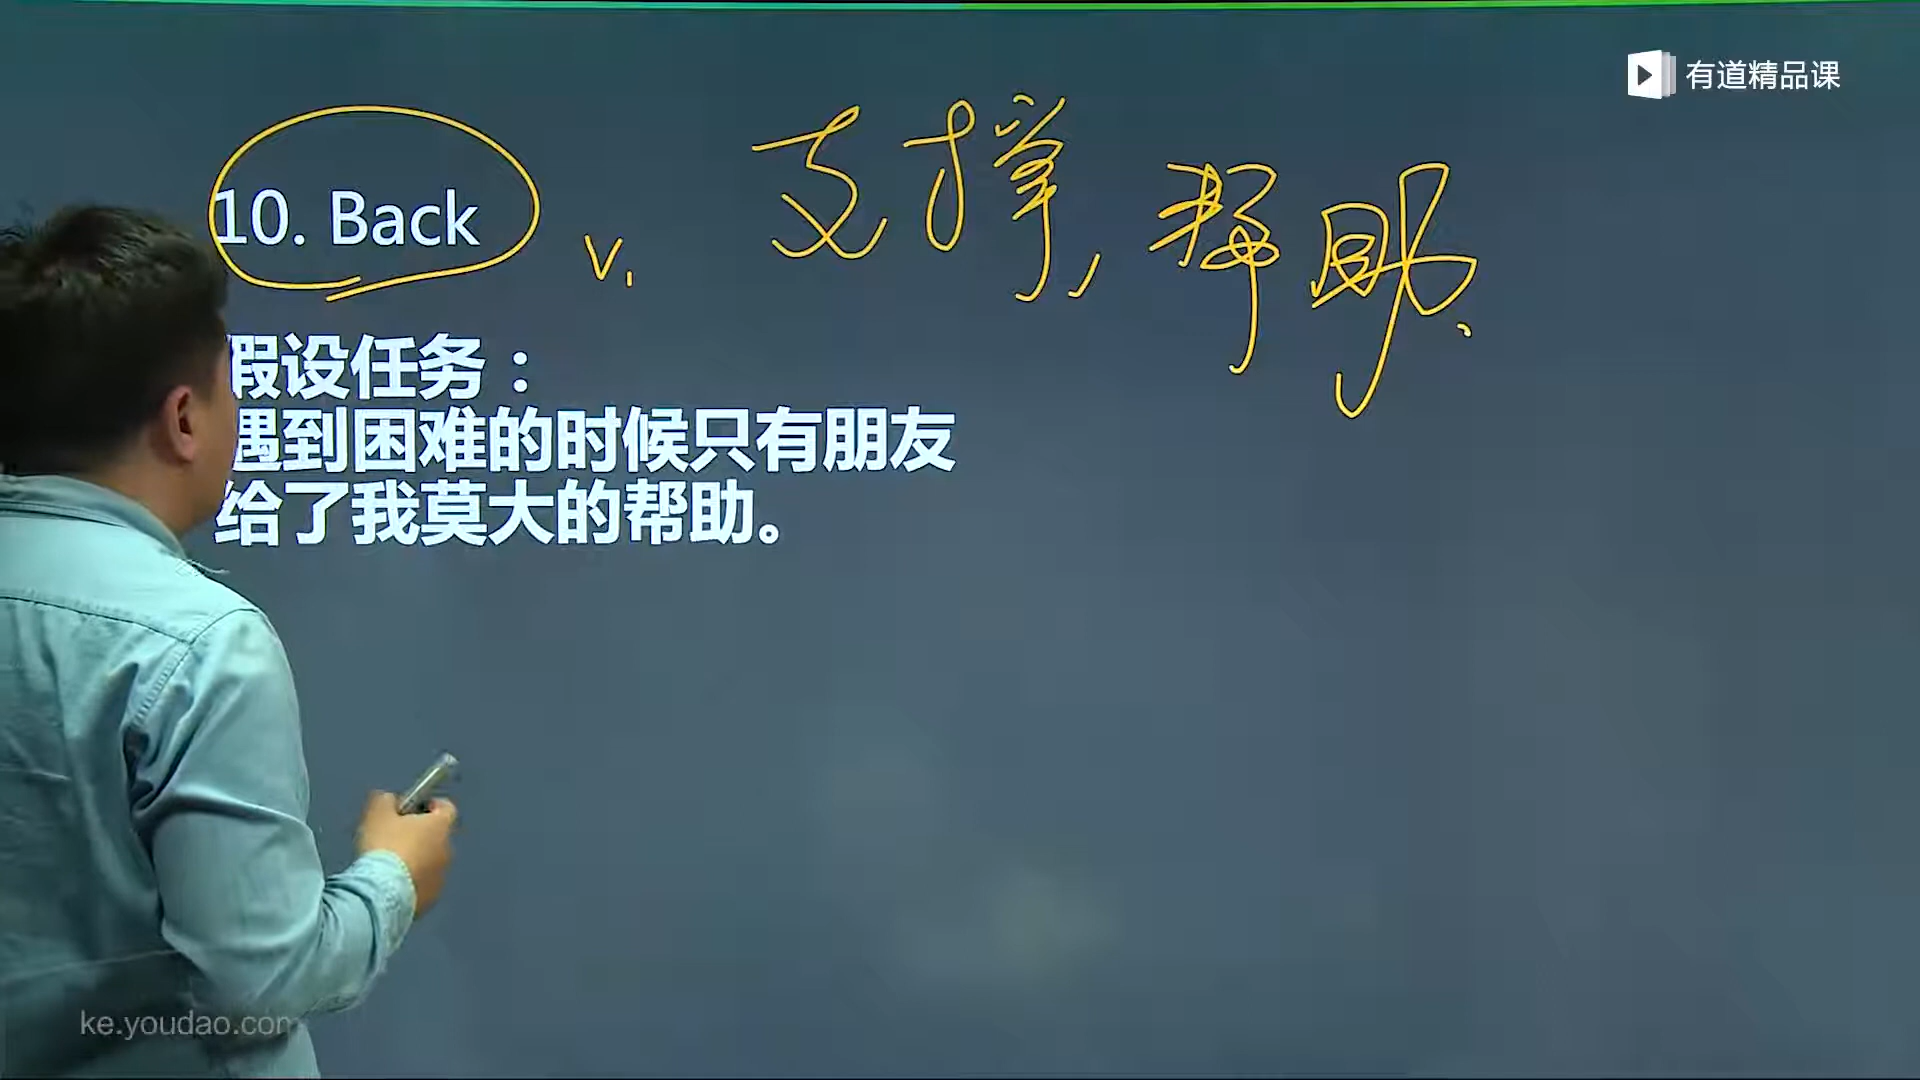 有道精品课
10. Back
v. 支撑, 帮助.
假设任务：
遇到困难的时候只有朋友
给了我莫大的帮助。
ke.youdao.com